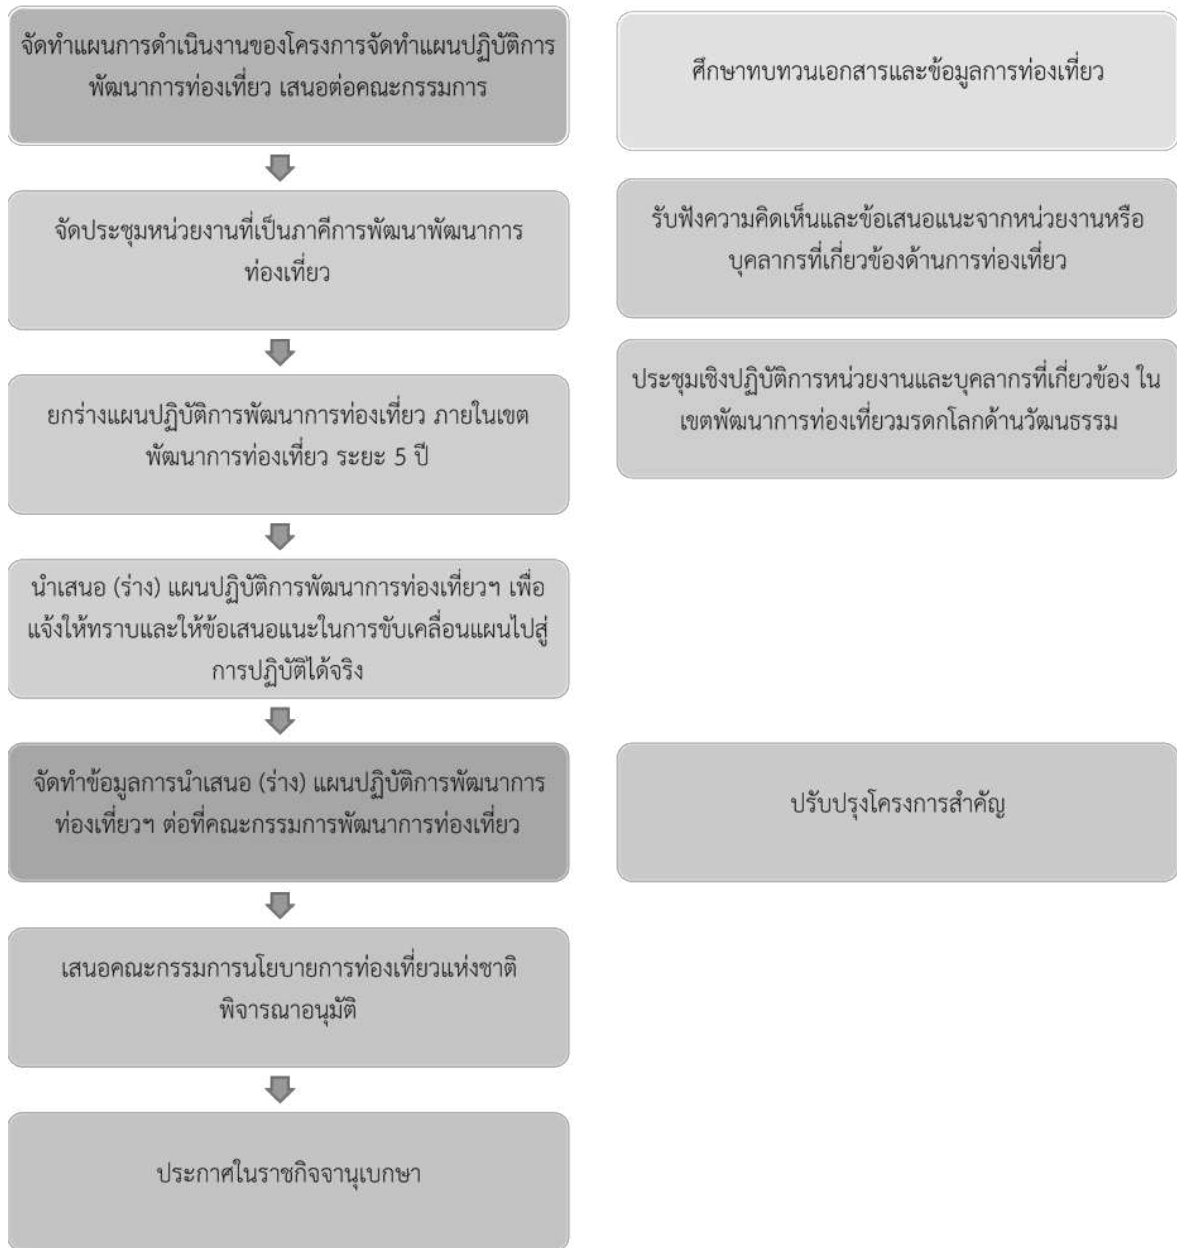 จัดทำแผนการดำเนินงานของโครงการจัดทำแผนปฏิบัติการ
พัฒนาการท่องเที่ยว เสนอต่อคณะกรรมการ
ศึกษาทบทวนเอกสารและข้อมูลการท่องเที่ยว
จัดประชุมหน่วยงานที่เป็นภาคีการพัฒนาพัฒนาการ
ท่องเที่ยว
รับฟังความคิดเห็นและข้อเสนอแนะจากหน่วยงานหรือ
บุคลากรที่เกี่ยวข้องด้านการท่องเที่ยว
ยกร่างแผนปฏิบัติการพัฒนาการท่องเที่ยว ภายในเขต
พัฒนาการท่องเที่ยว ระยะ 5 ปี
ประชุมเชิงปฏิบัติการหน่วยงานและบุคลากรที่เกี่ยวข้อง ใน
เขตพัฒนาการท่องเที่ยวมรดกโลกด้านวัฒนธรรม
นำเสนอ (ร่าง) แผนปฏิบัติการพัฒนาการท่องเที่ยวฯ เพื่อ
แจ้งให้ทราบและให้ข้อเสนอแนะในการขับเคลื่อนแผนไปสู่
การปฏิบัติได้จริง
จัดทำข้อมูลการนำเสนอ (ร่าง) แผนปฏิบัติการพัฒนาการ
ท่องเที่ยวฯ ต่อที่คณะกรรมการพัฒนาการท่องเที่ยว
ปรับปรุงโครงการสำคัญ
เสนอคณะกรรมการนโยบายการท่องเที่ยวแห่งชาติ
พิจารณาอนุมัติ
ประกาศในราชกิจจานุเบกษา